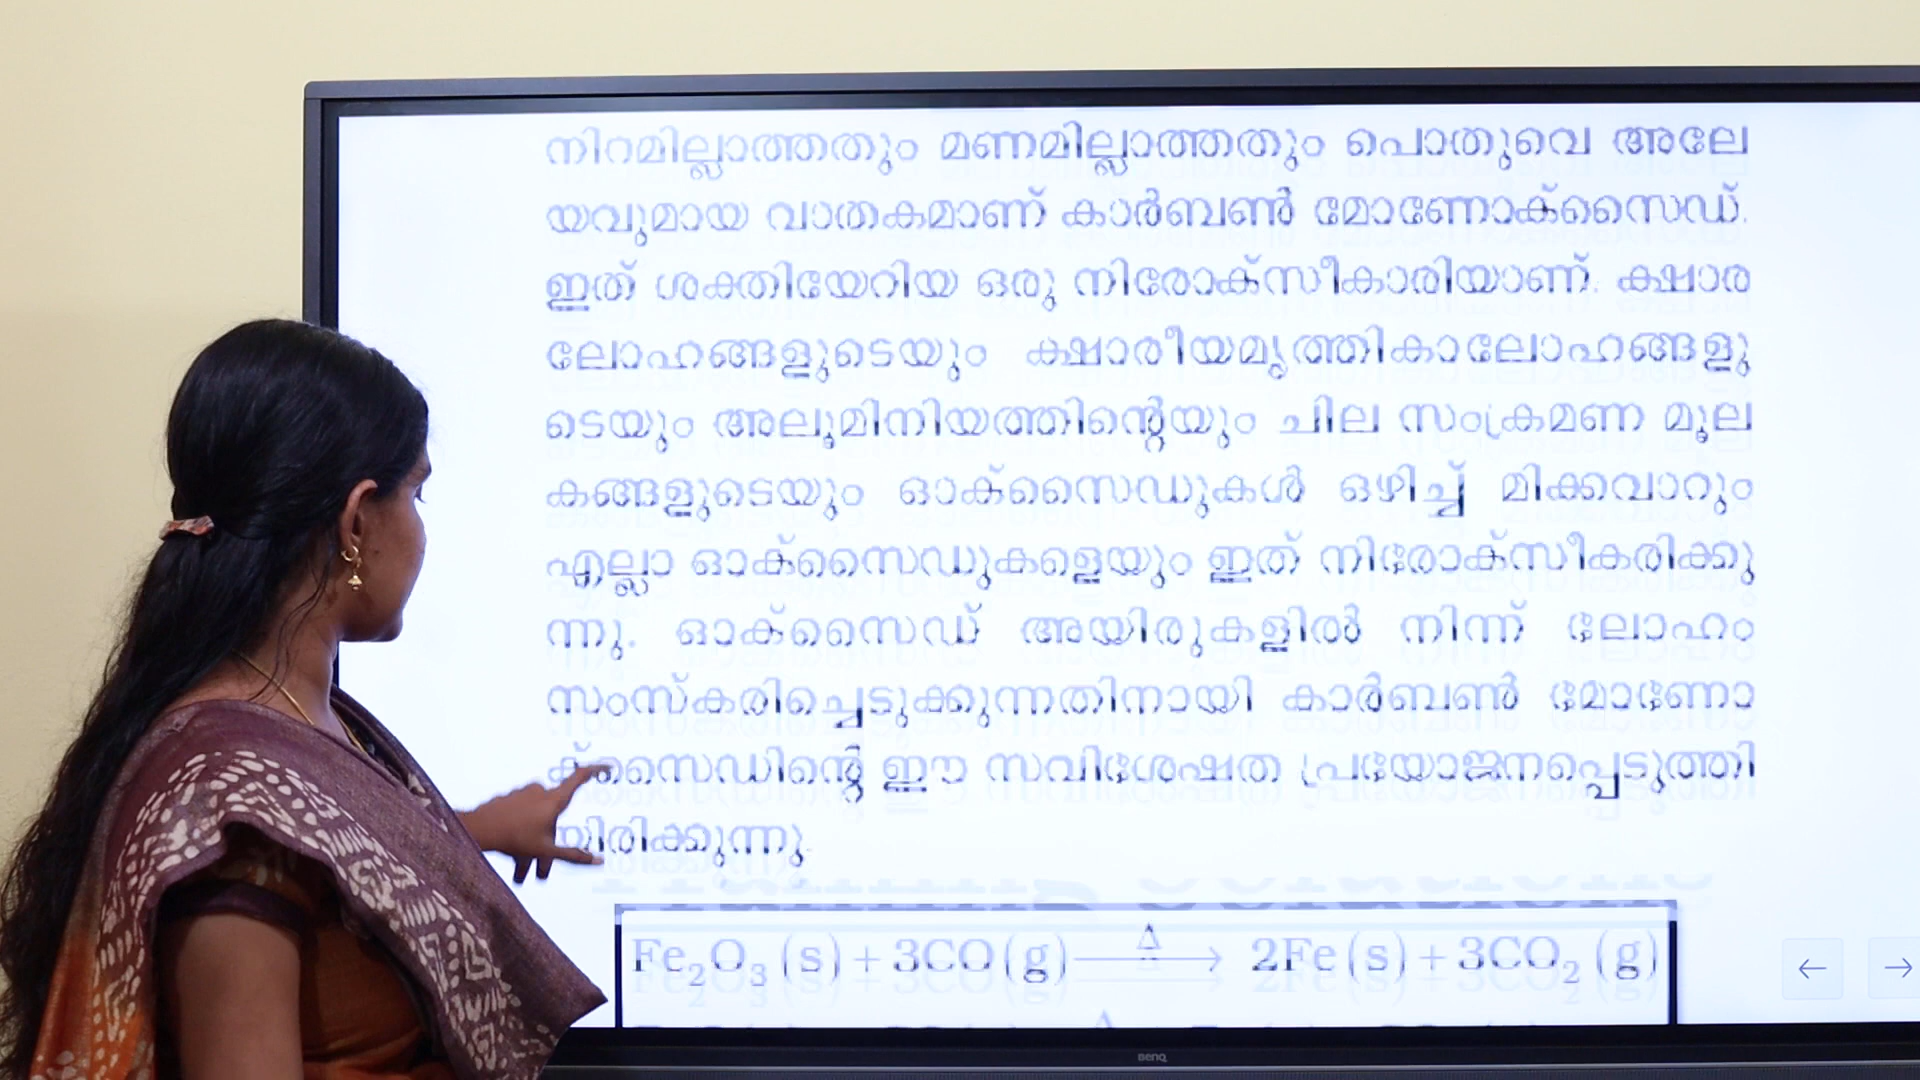 നിറമില്ലാത്തതും മണമില്ലാത്തതും പൊതുവെ അലേ
യവുമായ വാതകമാണ് കാർബൺ മോണോക്സൈഡ്.
ഇത് ശക്തിയേറിയ ഒരു നിരോക്സീകാരിയാണ്. ക്ഷാര
ലോഹങ്ങളുടെയും ക്ഷാരീയമൃത്തികാലോഹങ്ങളു
ടെയും അലൂമിനിയത്തിന്റെയും ചില സംക്രമണ മൂല
കങ്ങളുടെയും ഓക്സൈഡുകൾ ഒഴിച്ച് മിക്കവാറും
എല്ലാ ഓക്സൈഡുകളെയും ഇത് നിരോക്സീകരിക്കു
ന്നു. ഓക്സൈഡ് അയിരുകളിൽ നിന്ന് ലോഹം
സംസ്കരിച്ചെടുക്കുന്നതിനായി കാർബൺ മോണോ
ക്സൈഡിന്റെ ഈ സവിശേഷത പ്രയോജനപ്പെടുത്തി
യിരിക്കുന്നു.
Fe₂O₃(s) + 3CO(g) —Δ→ 2Fe(s) + 3CO₂(g)
BenQ